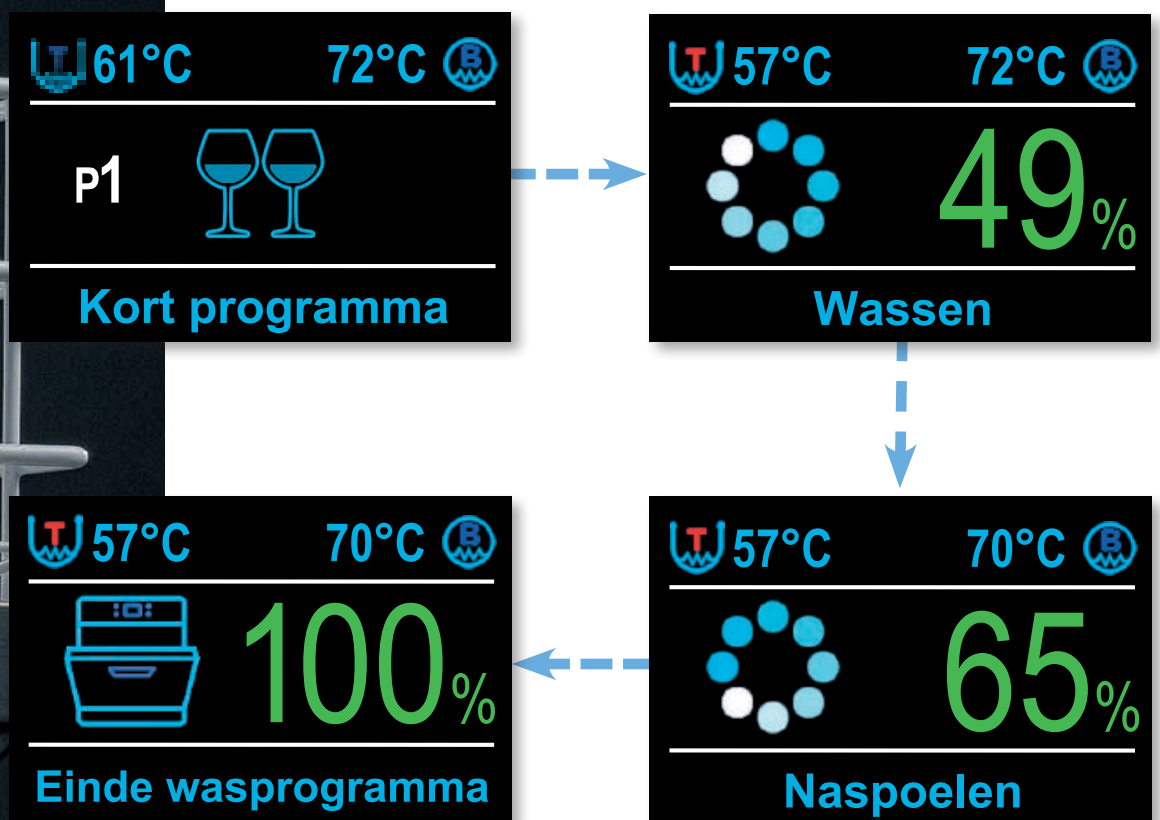 T 61°C 72°C B
P1
Kort programma
T 57°C 72°C B
49%
Wassen
T 57°C 70°C B
65%
Naspoelen
T 57°C 70°C B
100%
Einde wasprogramma